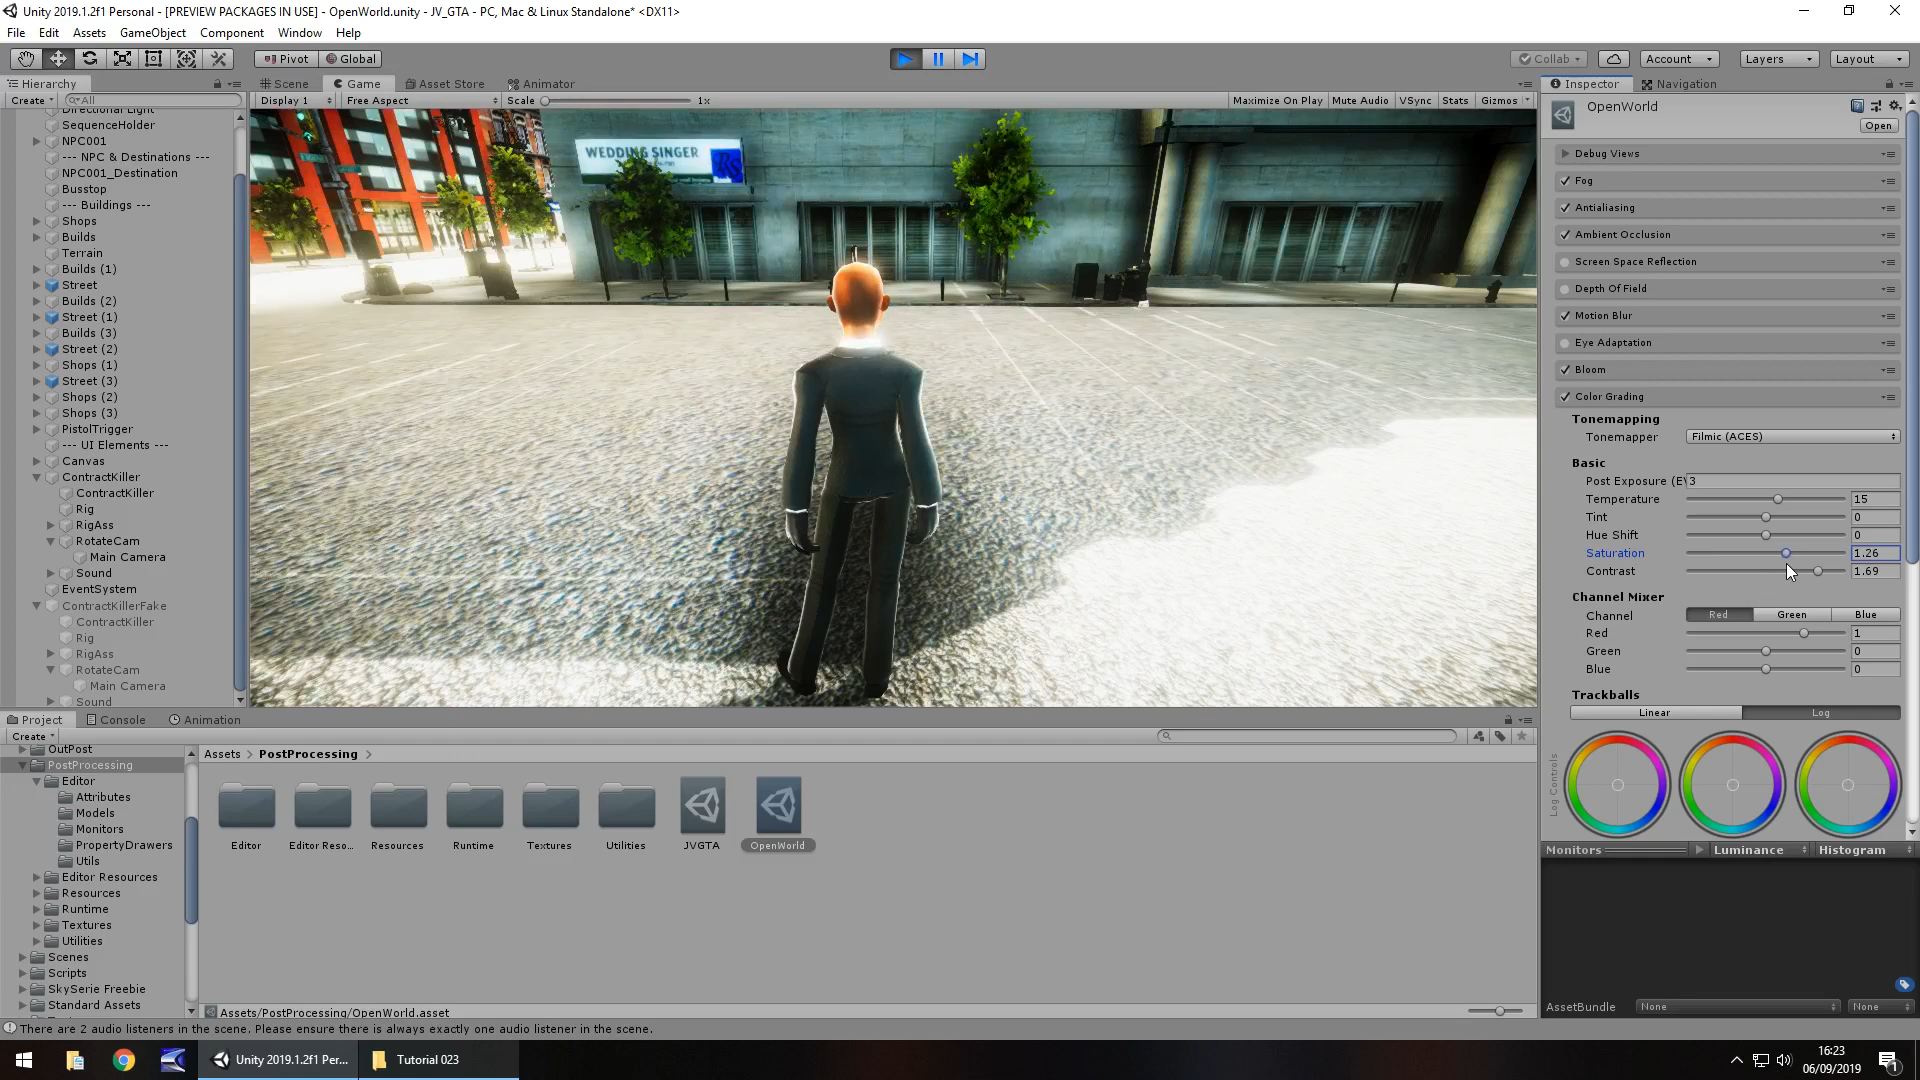 Unity 2019.1.2f1 Personal - [PREVIEW PACKAGES IN USE] - OpenWorld.unity - JV_GTA - PC, Mac & Linux Standalone* <DX11>
File Edit Assets GameObject Component Window Help
Pivot Global Collab Account Layers Layout
Hierarchy Scene Game Asset Store Animator Inspector Navigation
Create All Display 1 Free Aspect Scale 1x Maximize On Play Mute Audio VSync Stats Gizmos
OpenWorld
Open
Directional Light
SequenceHolder
NPC001
--- NPC & Destinations ---
NPC001_Destination
Busstop
--- Buildings ---
Shops
Builds
Terrain
Builds (1)
Street
Builds (2)
Street (1)
Builds (3)
Street (2)
Shops (1)
Street (3)
Shops (2)
Shops (3)
PistolTrigger
--- UI Elements ---
Canvas
ContractKiller
ContractKiller
Rig
RigAss
RotateCam
Main Camera
Sound
EventSystem
ContractKillerFake
ContractKiller
Rig
RigAss
RotateCam
Main Camera
Sound
WEDDING SINGER
Debug Views
Fog
Antialiasing
Ambient Occlusion
Screen Space Reflection
Depth Of Field
Motion Blur
Eye Adaptation
Bloom
Color Grading
Tonemapping
Tonemapper Filmic (ACES)
Basic
Post Exposure (EV 3
Temperature 15
Tint 0
Hue Shift 0
Saturation 1.26
Contrast 1.69
Channel Mixer
Channel Red Green Blue
Red 1
Green 0
Blue 0
Trackballs
Linear Log
Log Controls
Monitors Luminance Histogram
AssetBundle None None
Project Console Animation
Create
OutPost
PostProcessing
Editor
Attributes
Models
Monitors
PropertyDrawers
Utils
Editor Resources
Resources
Runtime
Textures
Utilities
Scenes
Scripts
SkySerie Freebie
Standard Assets
Assets > PostProcessing >
Editor Editor Reso... Resources Runtime Textures Utilities JVGTA OpenWorld
Assets/PostProcessing/OpenWorld.asset
There are 2 audio listeners in the scene. Please ensure there is always exactly one audio listener in the scene.
Unity 2019.1.2f1 Per... Tutorial 023
16:23
06/09/2019
1